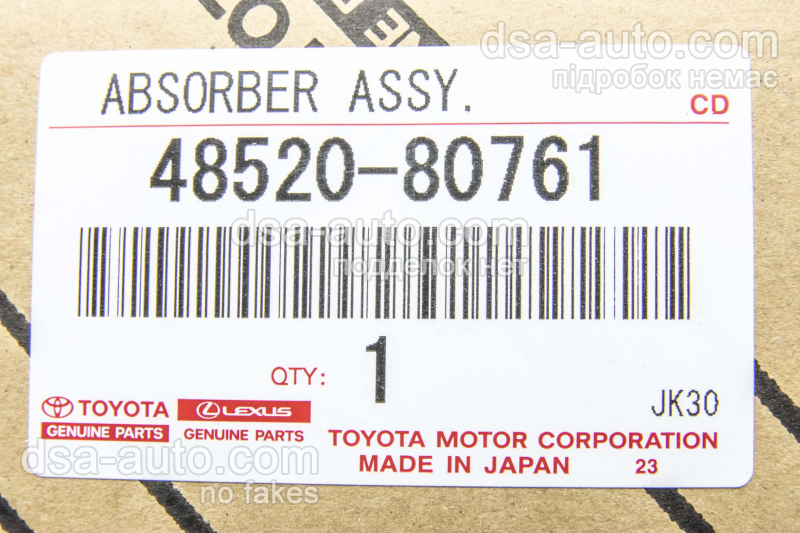 dsa-auto.com
підробок немає
ABSORBER ASSY.
CD
48520-80761
dsa-auto.com
подделок нет
QTY: 1
JK30
TOYOTA LEXUS
GENUINE PARTS GENUINE PARTS
TOYOTA MOTOR CORPORATION
MADE IN JAPAN 23
dsa-auto.com
no fakes